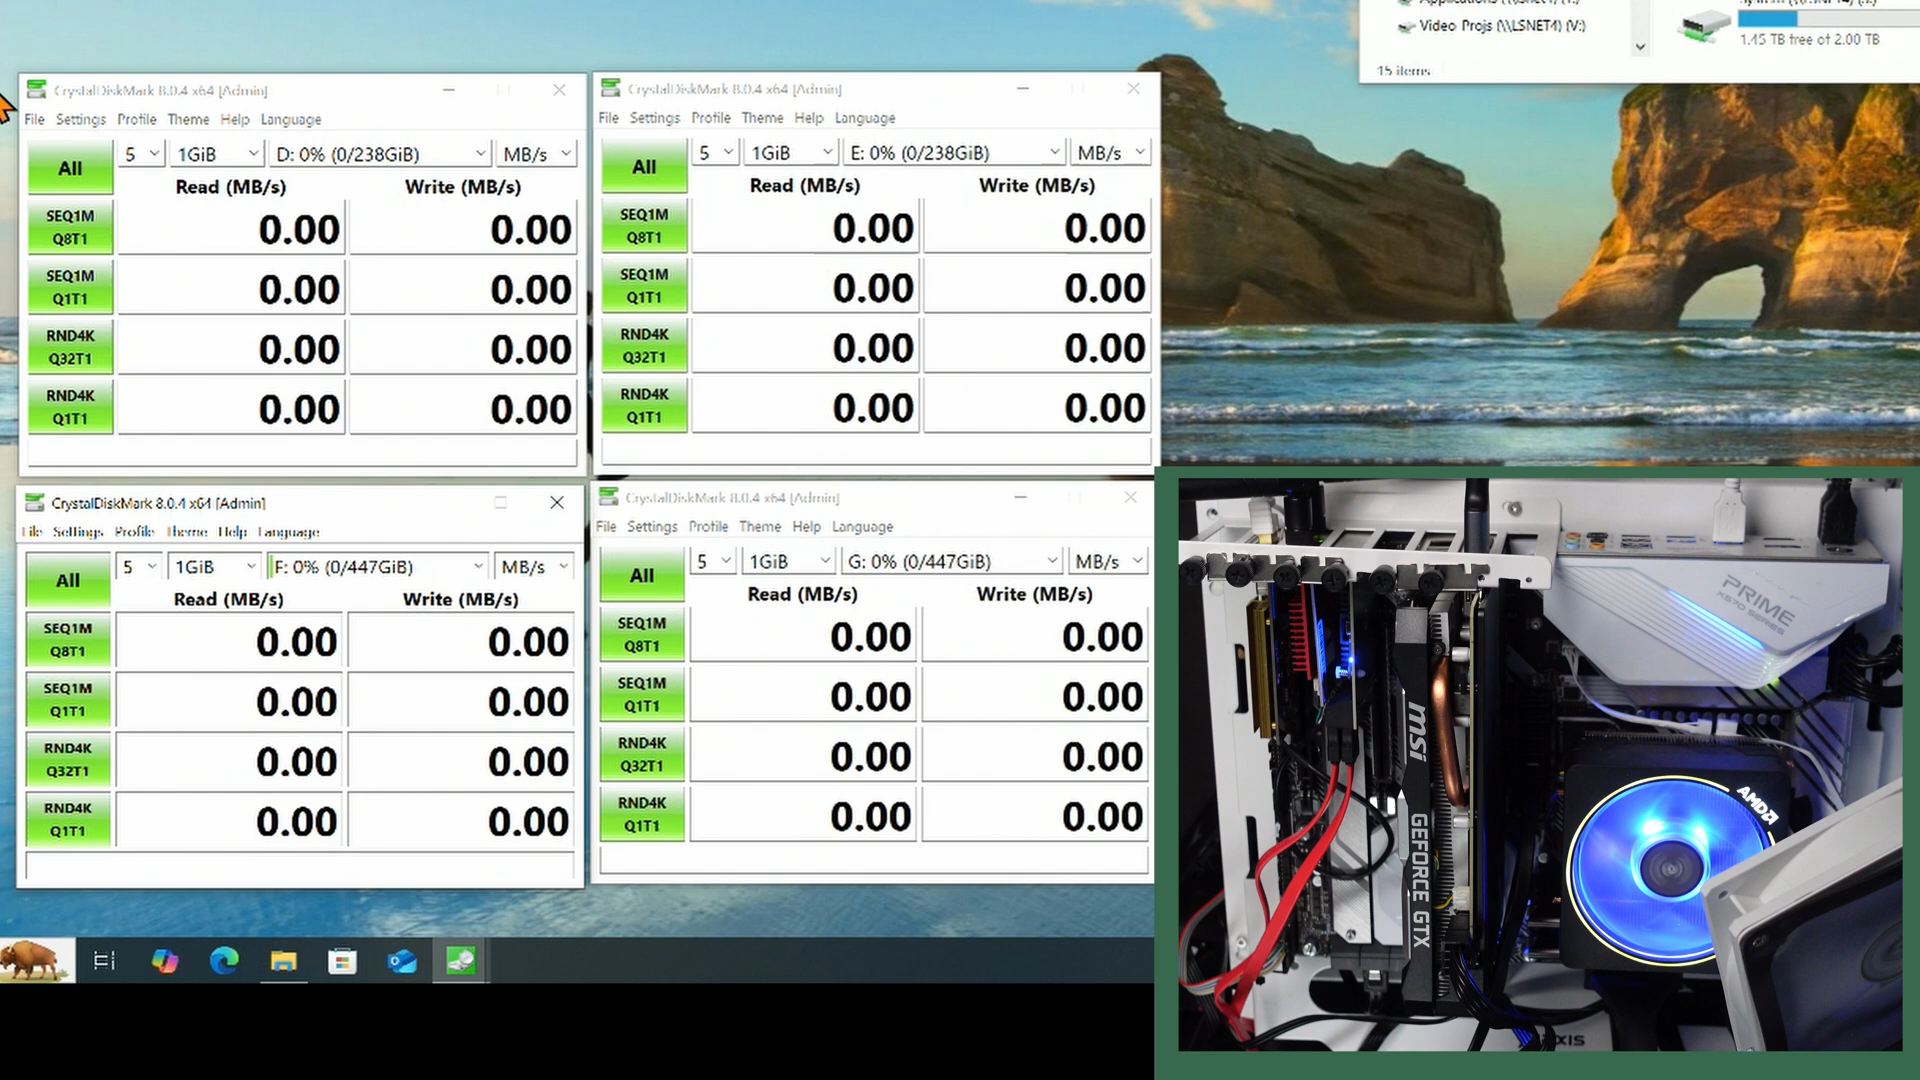 Video Projs (\\LSNET4) (V:)
1.45 TB free of 2.00 TB
15 items
CrystalDiskMark 8.0.4 x64 [Admin]
File Settings Profile Theme Help Language
All 5 1GiB D: 0% (0/238GiB) MB/s
Read (MB/s) Write (MB/s)
SEQ1M
Q8T1 0.00 0.00
SEQ1M
Q1T1 0.00 0.00
RND4K
Q32T1 0.00 0.00
RND4K
Q1T1 0.00 0.00
CrystalDiskMark 8.0.4 x64 [Admin]
File Settings Profile Theme Help Language
All 5 1GiB E: 0% (0/238GiB) MB/s
Read (MB/s) Write (MB/s)
SEQ1M
Q8T1 0.00 0.00
SEQ1M
Q1T1 0.00 0.00
RND4K
Q32T1 0.00 0.00
RND4K
Q1T1 0.00 0.00
CrystalDiskMark 8.0.4 x64 [Admin]
File Settings Profile Theme Help Language
All 5 1GiB F: 0% (0/447GiB) MB/s
Read (MB/s) Write (MB/s)
SEQ1M
Q8T1 0.00 0.00
SEQ1M
Q1T1 0.00 0.00
RND4K
Q32T1 0.00 0.00
RND4K
Q1T1 0.00 0.00
CrystalDiskMark 8.0.4 x64 [Admin]
File Settings Profile Theme Help Language
All 5 1GiB G: 0% (0/447GiB) MB/s
Read (MB/s) Write (MB/s)
SEQ1M
Q8T1 0.00 0.00
SEQ1M
Q1T1 0.00 0.00
RND4K
Q32T1 0.00 0.00
RND4K
Q1T1 0.00 0.00
PRIME
X570 SERIES
msi
GEFORCE GTX
AMD